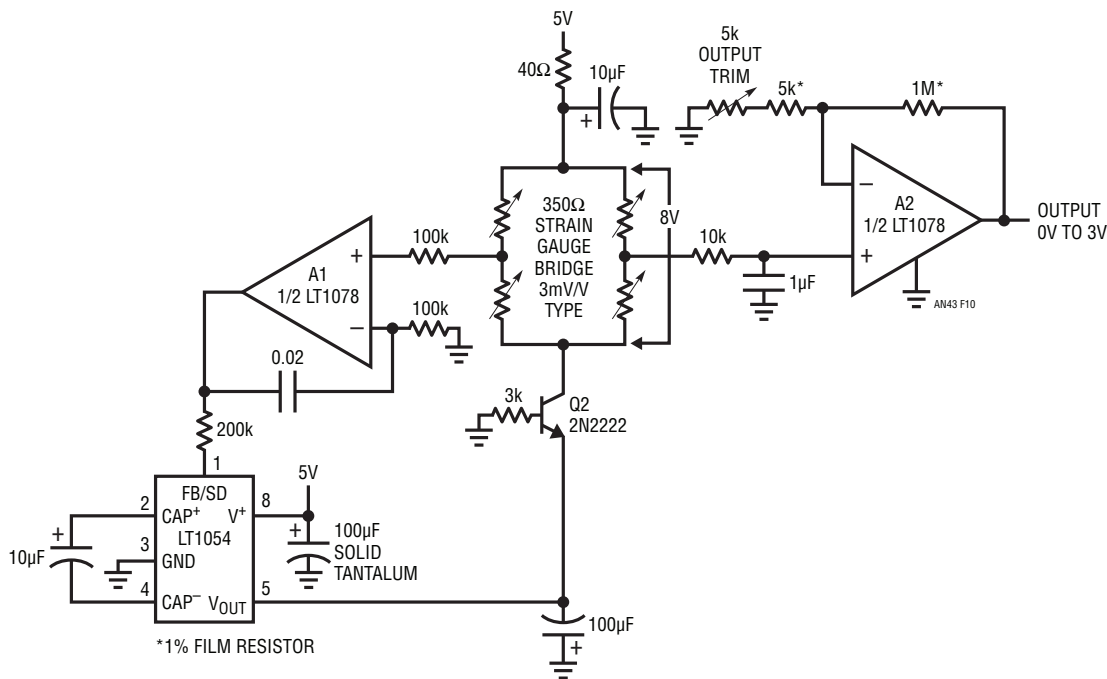 5V
40Ω
10µF
+
5k
OUTPUT
TRIM
5k*
1M*
−
A2
1/2 LT1078
+
OUTPUT
0V TO 3V
AN43 F10
10k
1µF
8V
350Ω
STRAIN
GAUGE
BRIDGE
3mV/V
TYPE
100k
+
A1
1/2 LT1078
−
100k
0.02
200k
3k
Q2
2N2222
1
FB/SD
2
CAP+
V+
8
5V
LT1054
+
10µF
3
GND
+
100µF
SOLID
TANTALUM
4
CAP−
VOUT
5
100µF
+
*1% FILM RESISTOR